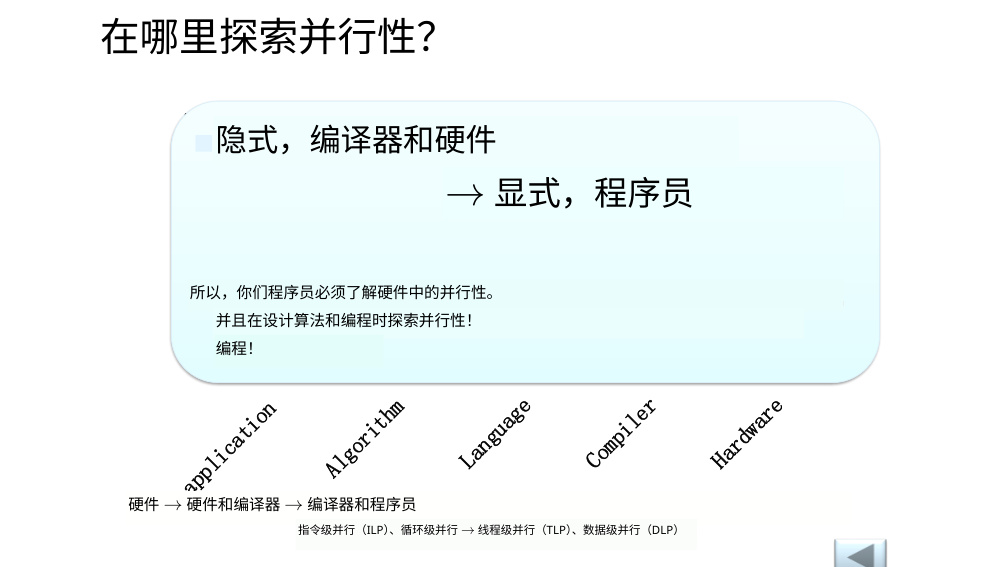 在哪里探索并行性？
隐式，编译器和硬件
→ 显式，程序员
所以，你们程序员必须了解硬件中的并行性。
并且在设计算法和编程时探索并行性！
编程！
application
Algorithm
Language
Compiler
Hardware
硬件 → 硬件和编译器 → 编译器和程序员
指令级并行（ILP）、循环级并行 → 线程级并行（TLP）、数据级并行（DLP）